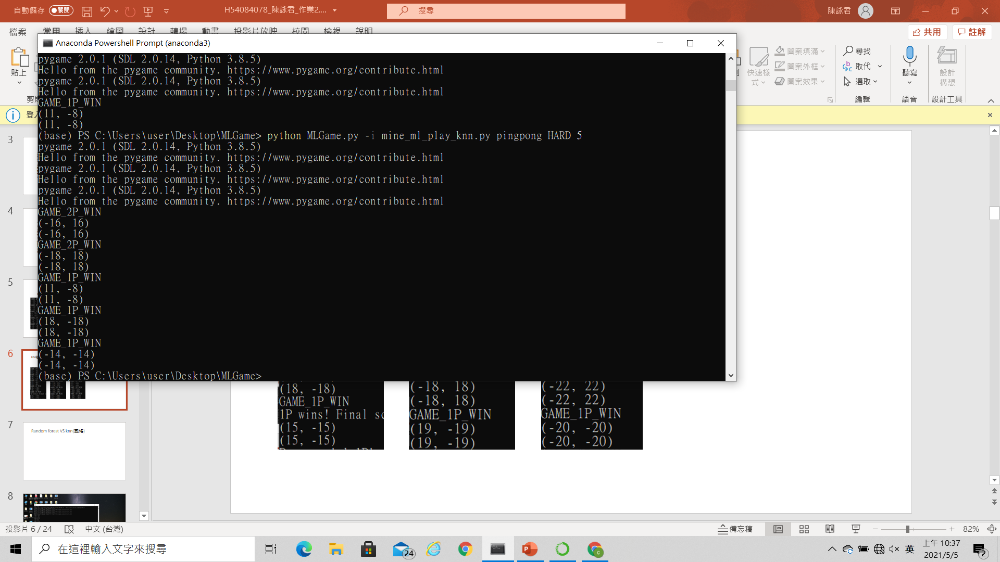 自動儲存
關閉
H54084078_陳詠君_作業2....
搜尋
陳詠君
檔案 常用 插入 繪圖 設計 轉場 動畫 投影片放映 校閱 檢視 說明
共用
註解
Anaconda Powershell Prompt (anaconda3)
貼上
快速樣
式
圖案填滿
圖案外框
圖案效果
尋找
取代
選取
編輯
聽寫
語音
設計
構想
設計工具
pygame 2.0.1 (SDL 2.0.14, Python 3.8.5)
Hello from the pygame community. https://www.pygame.org/contribute.html
pygame 2.0.1 (SDL 2.0.14, Python 3.8.5)
Hello from the pygame community. https://www.pygame.org/contribute.html
GAME_1P_WIN
(11, -8)
(11, -8)
(base) PS C:\Users\user\Desktop\MLGame> python MLGame.py -i mine_ml_play_knn.py pingpong HARD 5
pygame 2.0.1 (SDL 2.0.14, Python 3.8.5)
Hello from the pygame community. https://www.pygame.org/contribute.html
pygame 2.0.1 (SDL 2.0.14, Python 3.8.5)
Hello from the pygame community. https://www.pygame.org/contribute.html
pygame 2.0.1 (SDL 2.0.14, Python 3.8.5)
Hello from the pygame community. https://www.pygame.org/contribute.html
GAME_2P_WIN
(-16, 16)
(-16, 16)
GAME_2P_WIN
(-18, 18)
(-18, 18)
GAME_1P_WIN
(11, -8)
(11, -8)
GAME_1P_WIN
(18, -18)
(18, -18)
GAME_1P_WIN
(-14, -14)
(-14, -14)
(base) PS C:\Users\user\Desktop\MLGame>
3
4
5
6
7
Random forest VS knn(表格)
8
(18, -18)
GAME_1P_WIN
1P wins! Final sc
(15, -15)
(15, -15)
(-18, 18)
(-18, 18)
GAME_1P_WIN
(19, -19)
(19, -19)
(-22, 22)
(-22, 22)
GAME_1P_WIN
(-20, -20)
(-20, -20)
投影片 6 / 24
中文 (台灣)
備忘稿
82%
在這裡輸入文字來搜尋
24
英
上午 10:37
2021/5/5
2